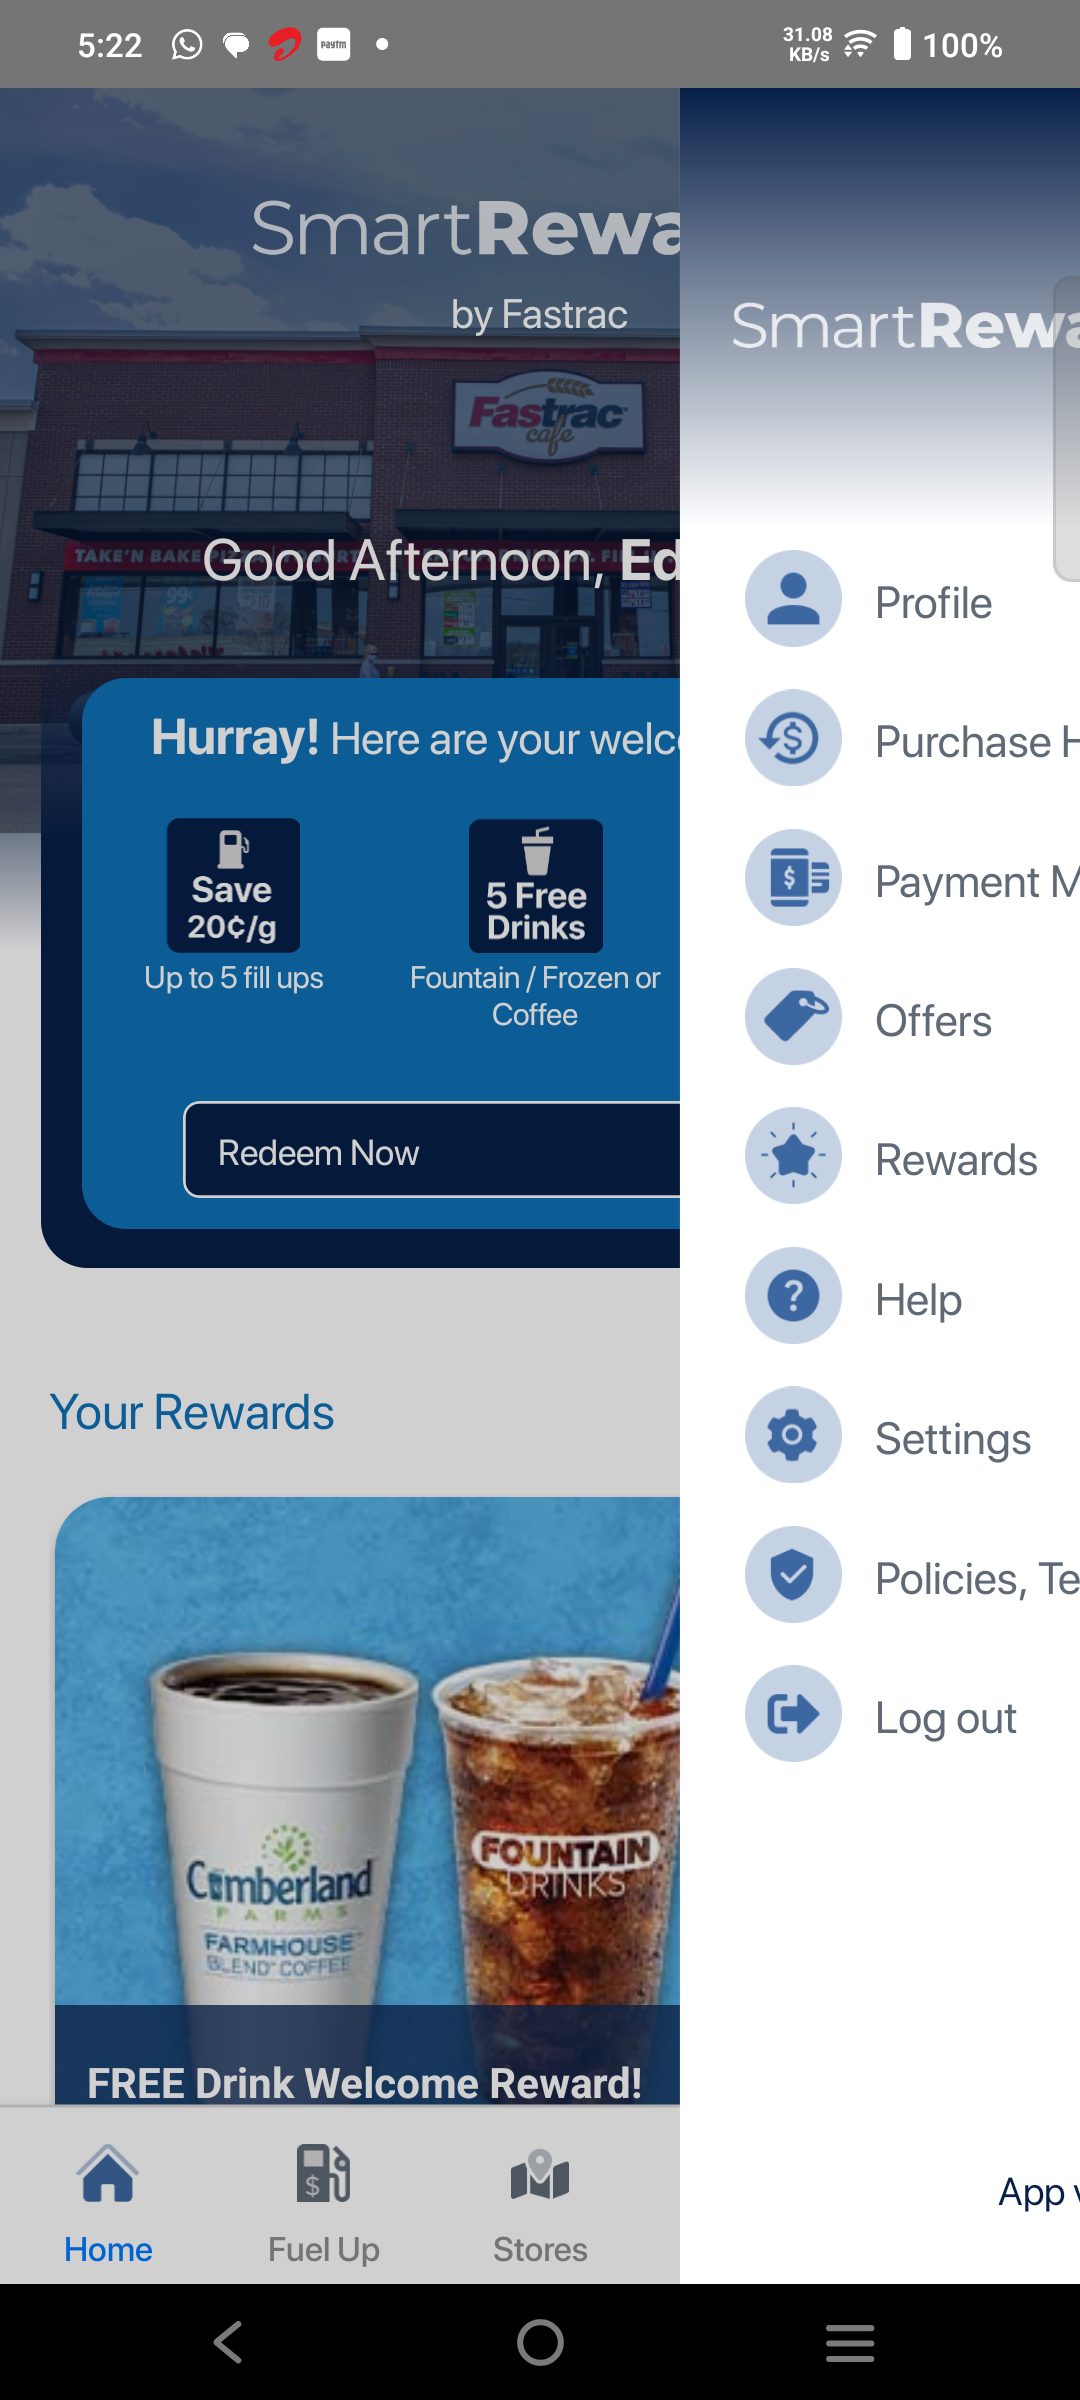 5:22
paytm
31.08
KB/s
100%
SmartRewa
by Fastrac
Fastrac
cafe
TAKE'N BAKE PIZZA
Good Afternoon, Ed
Hurray! Here are your welc
Save
20¢/g
Up to 5 fill ups
5 Free
Drinks
Fountain / Frozen or
Coffee
Redeem Now
Your Rewards
Cumberland
FARMS
FARMHOUSE
BLEND COFFEE
FOUNTAIN
DRINKS
FREE Drink Welcome Reward!
Home
Fuel Up
Stores
SmartRewa
Profile
Purchase H
Payment M
Offers
Rewards
Help
Settings
Policies, Te
Log out
App v